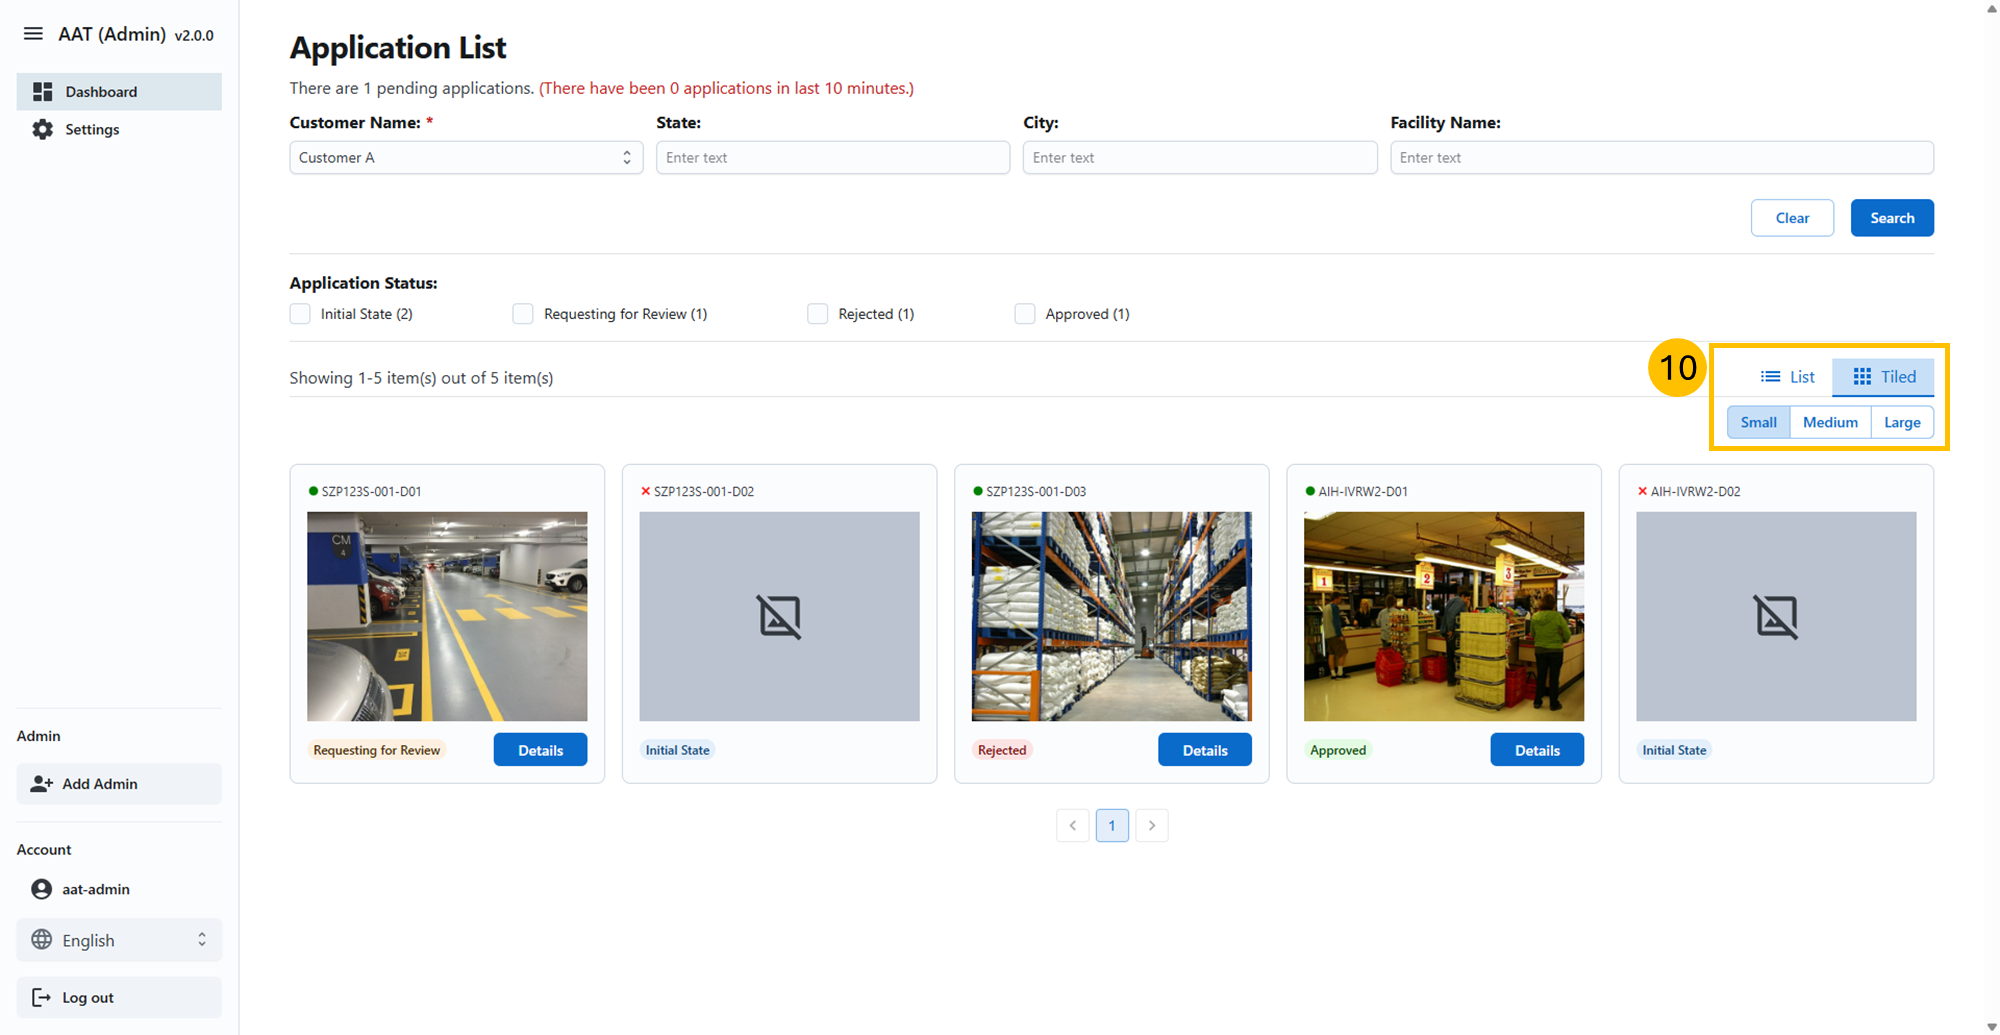 AAT (Admin) v2.0.0
Dashboard
Settings
Admin
Add Admin
Account
aat-admin
English
Log out
Application List
There are 1 pending applications. (There have been 0 applications in last 10 minutes.)
Customer Name: *
Customer A
State:
Enter text
City:
Enter text
Facility Name:
Enter text
Clear
Search
Application Status:
Initial State (2)
Requesting for Review (1)
Rejected (1)
Approved (1)
Showing 1-5 item(s) out of 5 item(s)
10
List
Tiled
Small
Medium
Large
SZP123S-001-D01
CM
4
Requesting for Review
Details
SZP123S-001-D02
Initial State
SZP123S-001-D03
Rejected
Details
AIH-IVRW2-D01
1
2
3
Approved
Details
AIH-IVRW2-D02
Initial State
1